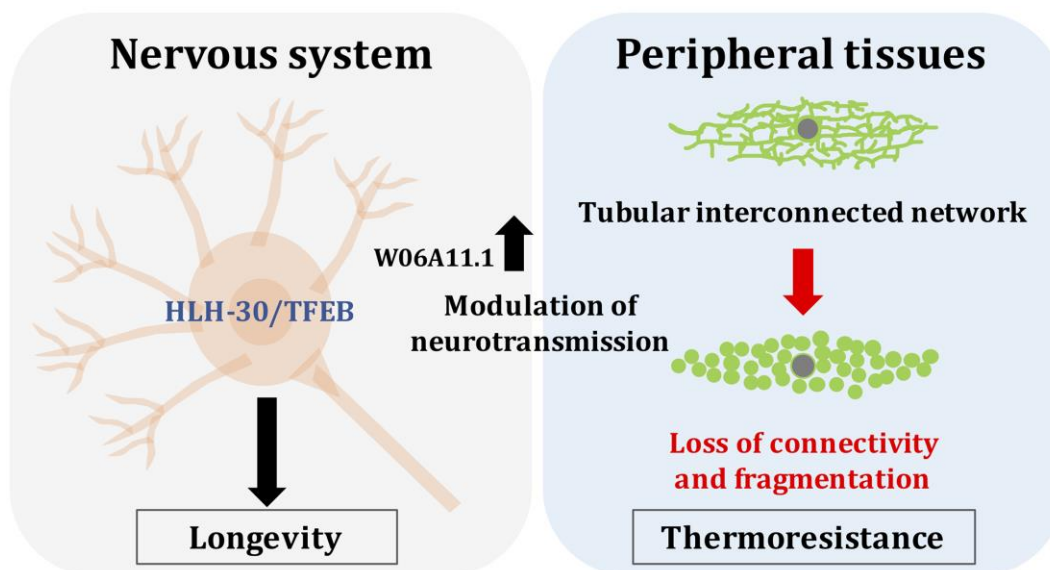 Nervous system
HLH-30/TFEB
Longevity
W06A11.1
Modulation of
neurotransmission
Peripheral tissues
Tubular interconnected network
Loss of connectivity
and fragmentation
Thermoresistance